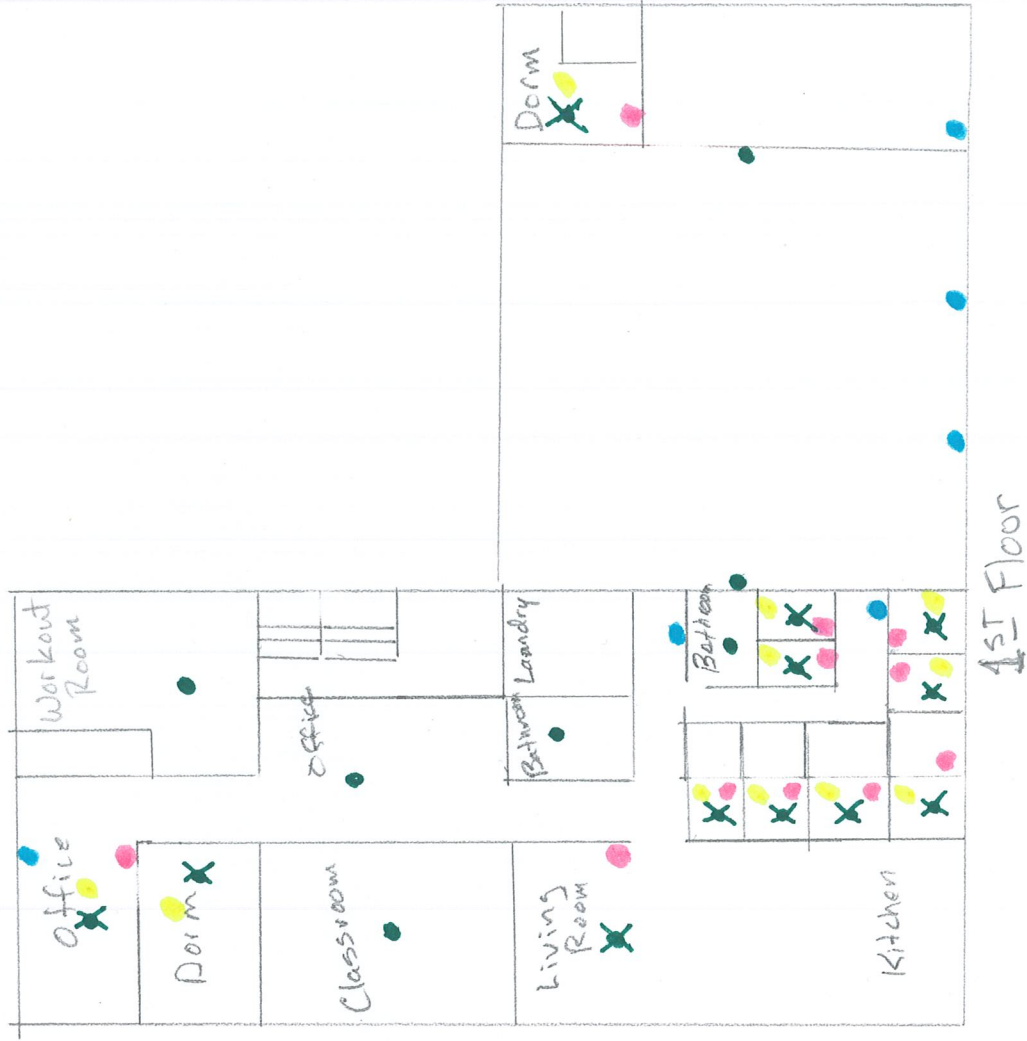 Workout
Room
Office
Dorm
Classroom
Living
Room
Kitchen
Office
Bathroom
Laundry
Bathroom
Dorm
1ST Floor